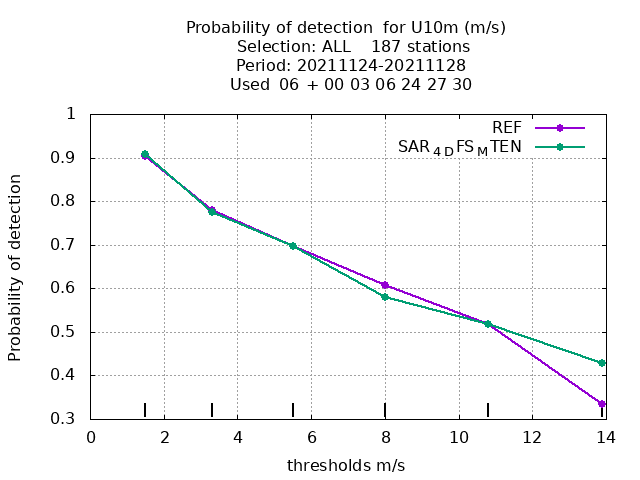 Probability of detection  for U10m (m/s)
Selection: ALL    187 stations
Period: 20211124-20211128
Used  06  + 00 03 06 24 27 30
REF
SAR4DFSMTEN
Probability of detection
1
0.9
0.8
0.7
0.6
0.5
0.4
0.3
0 2 4 6 8 10 12 14
thresholds m/s